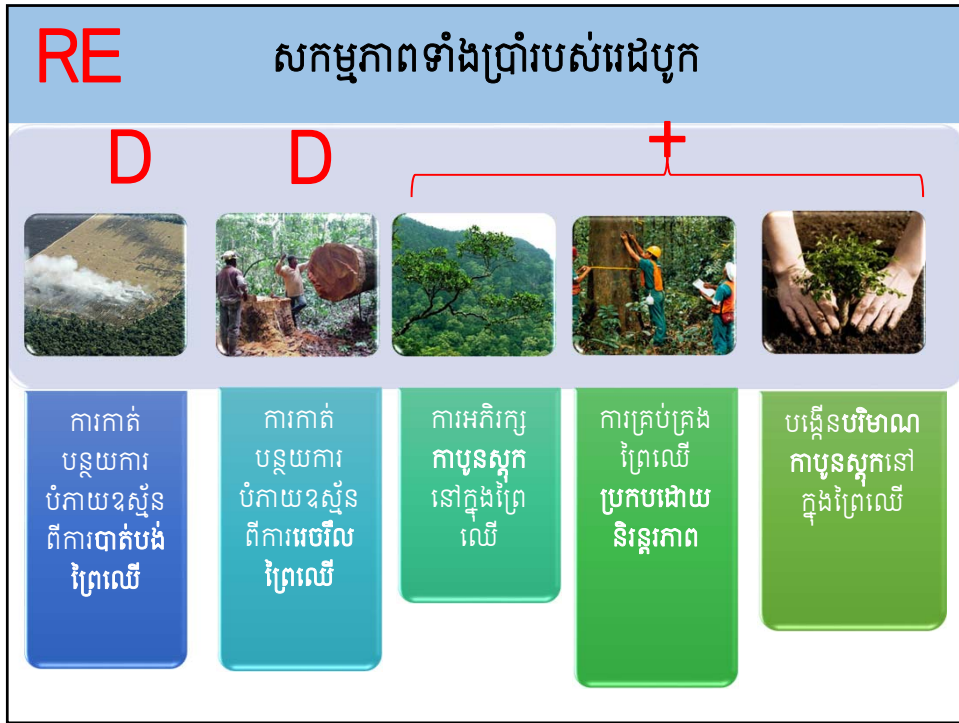 RE
សកម្មភាពទាំងប្រាំរបស់រេដបូក
D
D
+
ការកាត់
បន្ថយការ
បំភាយឧស្ម័ន
ពីការបាត់បង់
ព្រៃឈើ
ការកាត់
បន្ថយការ
បំភាយឧស្ម័ន
ពីការរេចរឹល
ព្រៃឈើ
ការអភិរក្ស
កាបូនស្តុក
នៅក្នុងព្រៃ
ឈើ
ការគ្រប់គ្រង
ព្រៃឈើ
ប្រកបដោយ
និរន្តរភាព
បង្កើនបរិមាណ
កាបូនស្តុកនៅ
ក្នុងព្រៃឈើ